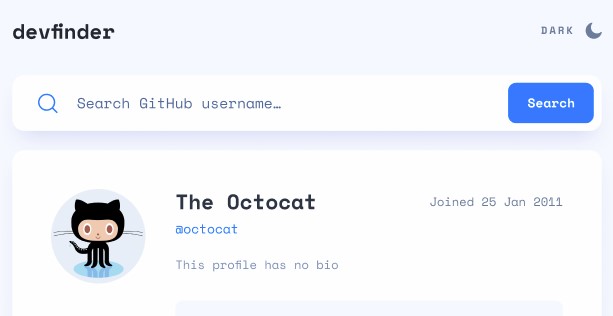 devfinder
DARK
Search GitHub username…
Search
The Octocat
Joined 25 Jan 2011
@octocat
This profile has no bio